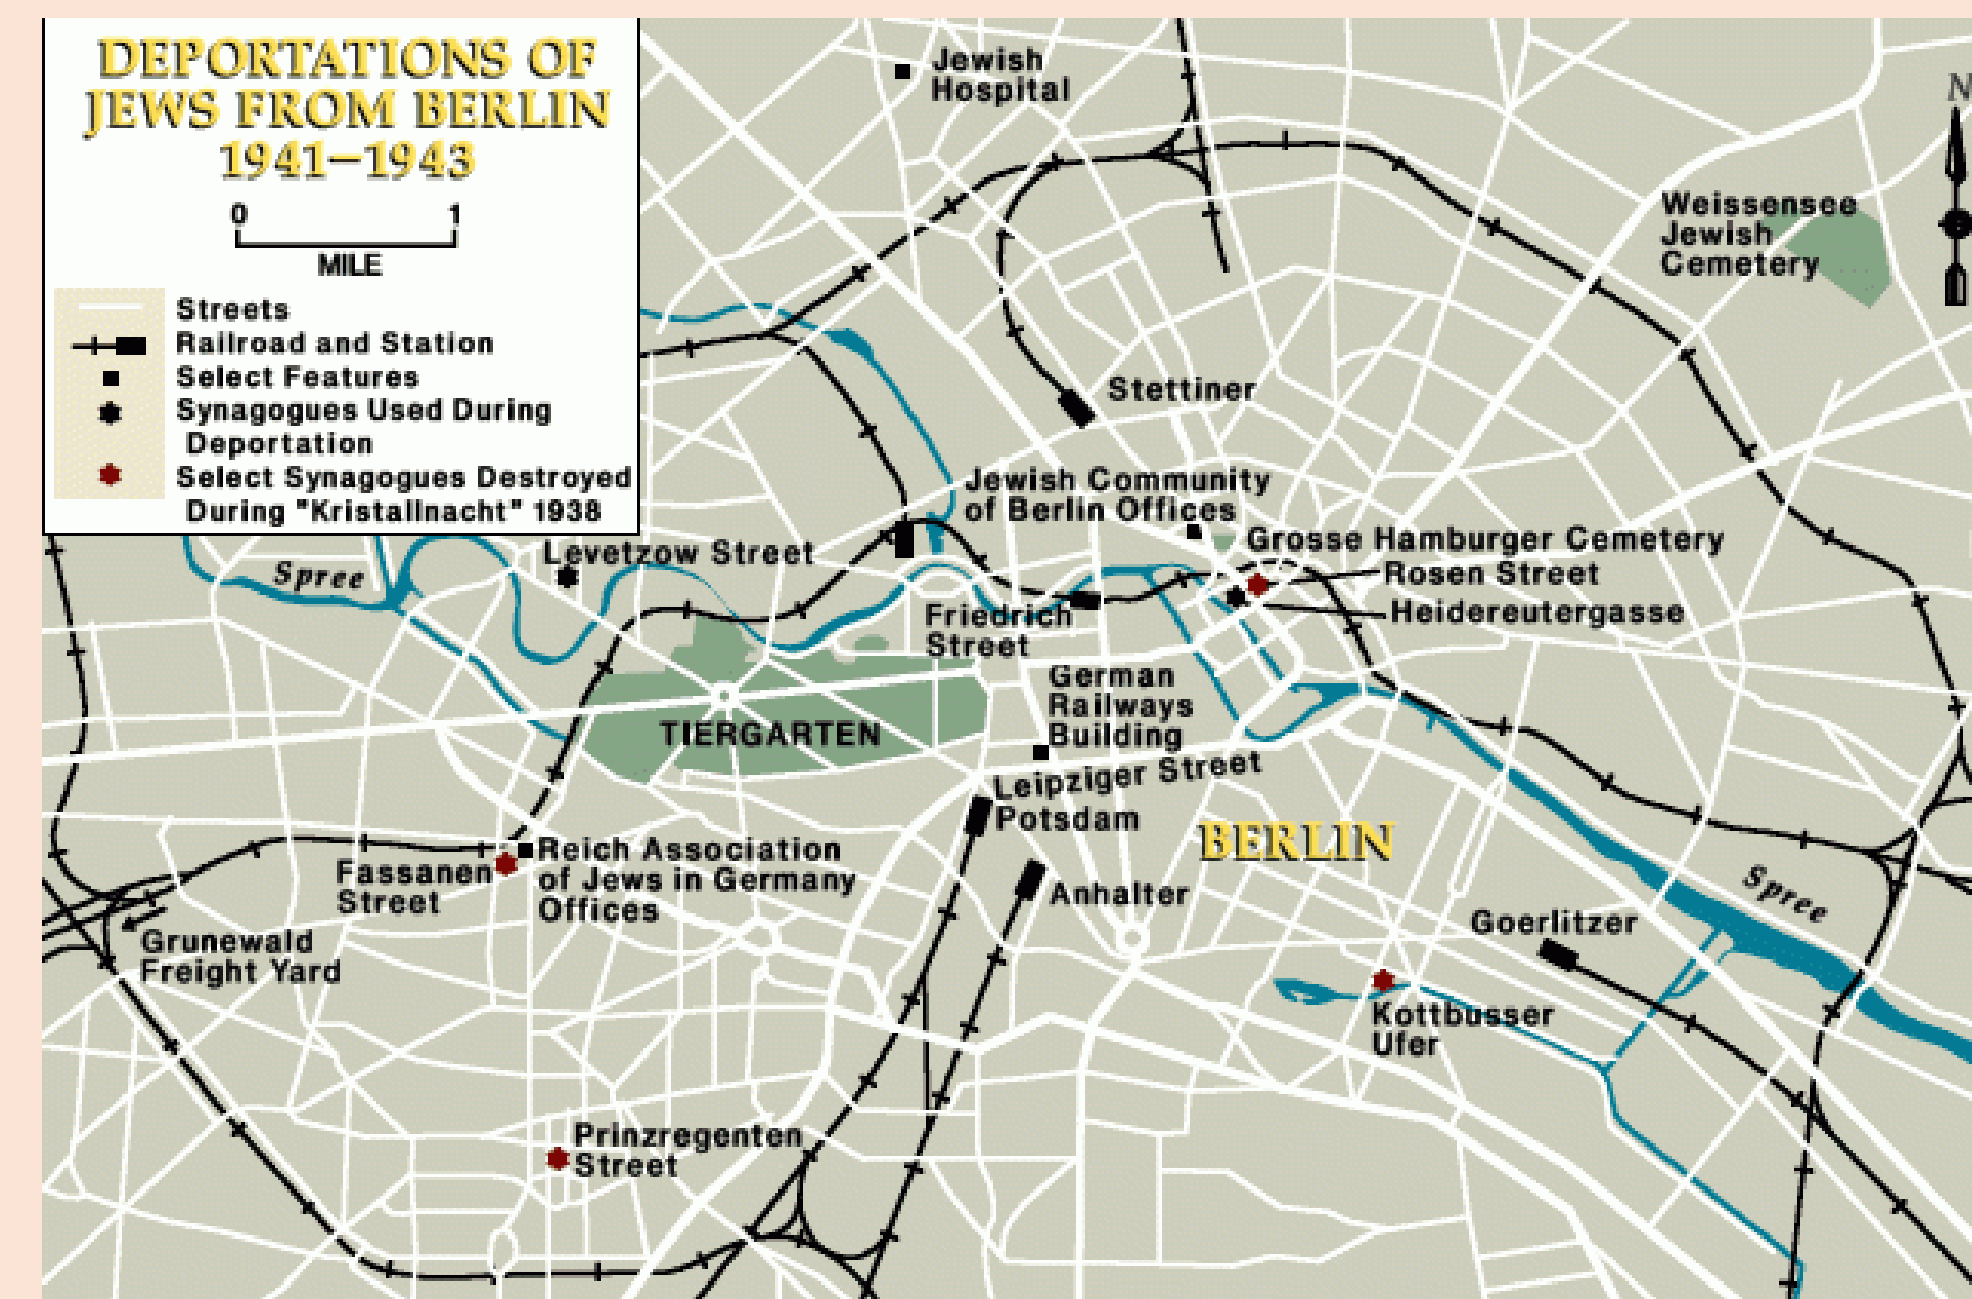 DEPORTATIONS OF
JEWS FROM BERLIN
1941–1943
0 1
MILE
Streets
Railroad and Station
Select Features
Synagogues Used During
Deportation
Select Synagogues Destroyed
During "Kristallnacht" 1938
Jewish
Hospital
N
Weissensee
Jewish
Cemetery
Stettiner
Jewish Community
of Berlin Offices
Grosse Hamburger Cemetery
Levetzow Street
Spree
Rosen Street
Heidereutergasse
Friedrich
Street
German
Railways
Building
TIERGARTEN
Leipziger Street
Potsdam
BERLIN
Reich Association
of Jews in Germany
Offices
Fassanen
Street
Anhalter
Spree
Goerlitzer
Grunewald
Freight Yard
Kottbusser
Ufer
Prinzregenten
Street